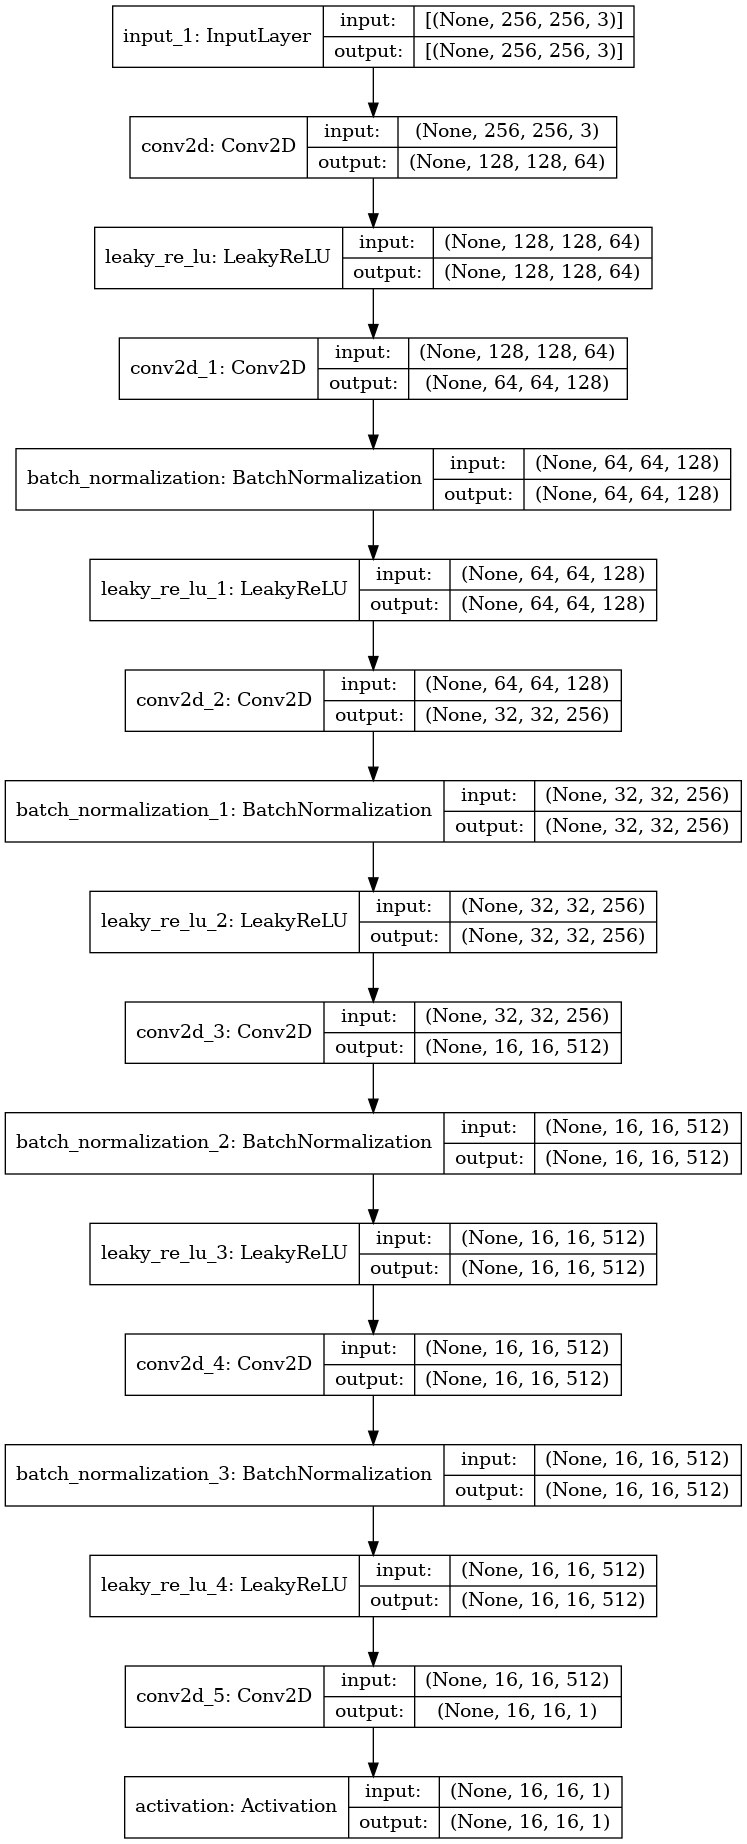 input_1: InputLayer
input: [(None, 256, 256, 3)]
output: [(None, 256, 256, 3)]
conv2d: Conv2D
input: (None, 256, 256, 3)
output: (None, 128, 128, 64)
leaky_re_lu: LeakyReLU
input: (None, 128, 128, 64)
output: (None, 128, 128, 64)
conv2d_1: Conv2D
input: (None, 128, 128, 64)
output: (None, 64, 64, 128)
batch_normalization: BatchNormalization
input: (None, 64, 64, 128)
output: (None, 64, 64, 128)
leaky_re_lu_1: LeakyReLU
input: (None, 64, 64, 128)
output: (None, 64, 64, 128)
conv2d_2: Conv2D
input: (None, 64, 64, 128)
output: (None, 32, 32, 256)
batch_normalization_1: BatchNormalization
input: (None, 32, 32, 256)
output: (None, 32, 32, 256)
leaky_re_lu_2: LeakyReLU
input: (None, 32, 32, 256)
output: (None, 32, 32, 256)
conv2d_3: Conv2D
input: (None, 32, 32, 256)
output: (None, 16, 16, 512)
batch_normalization_2: BatchNormalization
input: (None, 16, 16, 512)
output: (None, 16, 16, 512)
leaky_re_lu_3: LeakyReLU
input: (None, 16, 16, 512)
output: (None, 16, 16, 512)
conv2d_4: Conv2D
input: (None, 16, 16, 512)
output: (None, 16, 16, 512)
batch_normalization_3: BatchNormalization
input: (None, 16, 16, 512)
output: (None, 16, 16, 512)
leaky_re_lu_4: LeakyReLU
input: (None, 16, 16, 512)
output: (None, 16, 16, 512)
conv2d_5: Conv2D
input: (None, 16, 16, 512)
output: (None, 16, 16, 1)
activation: Activation
input: (None, 16, 16, 1)
output: (None, 16, 16, 1)